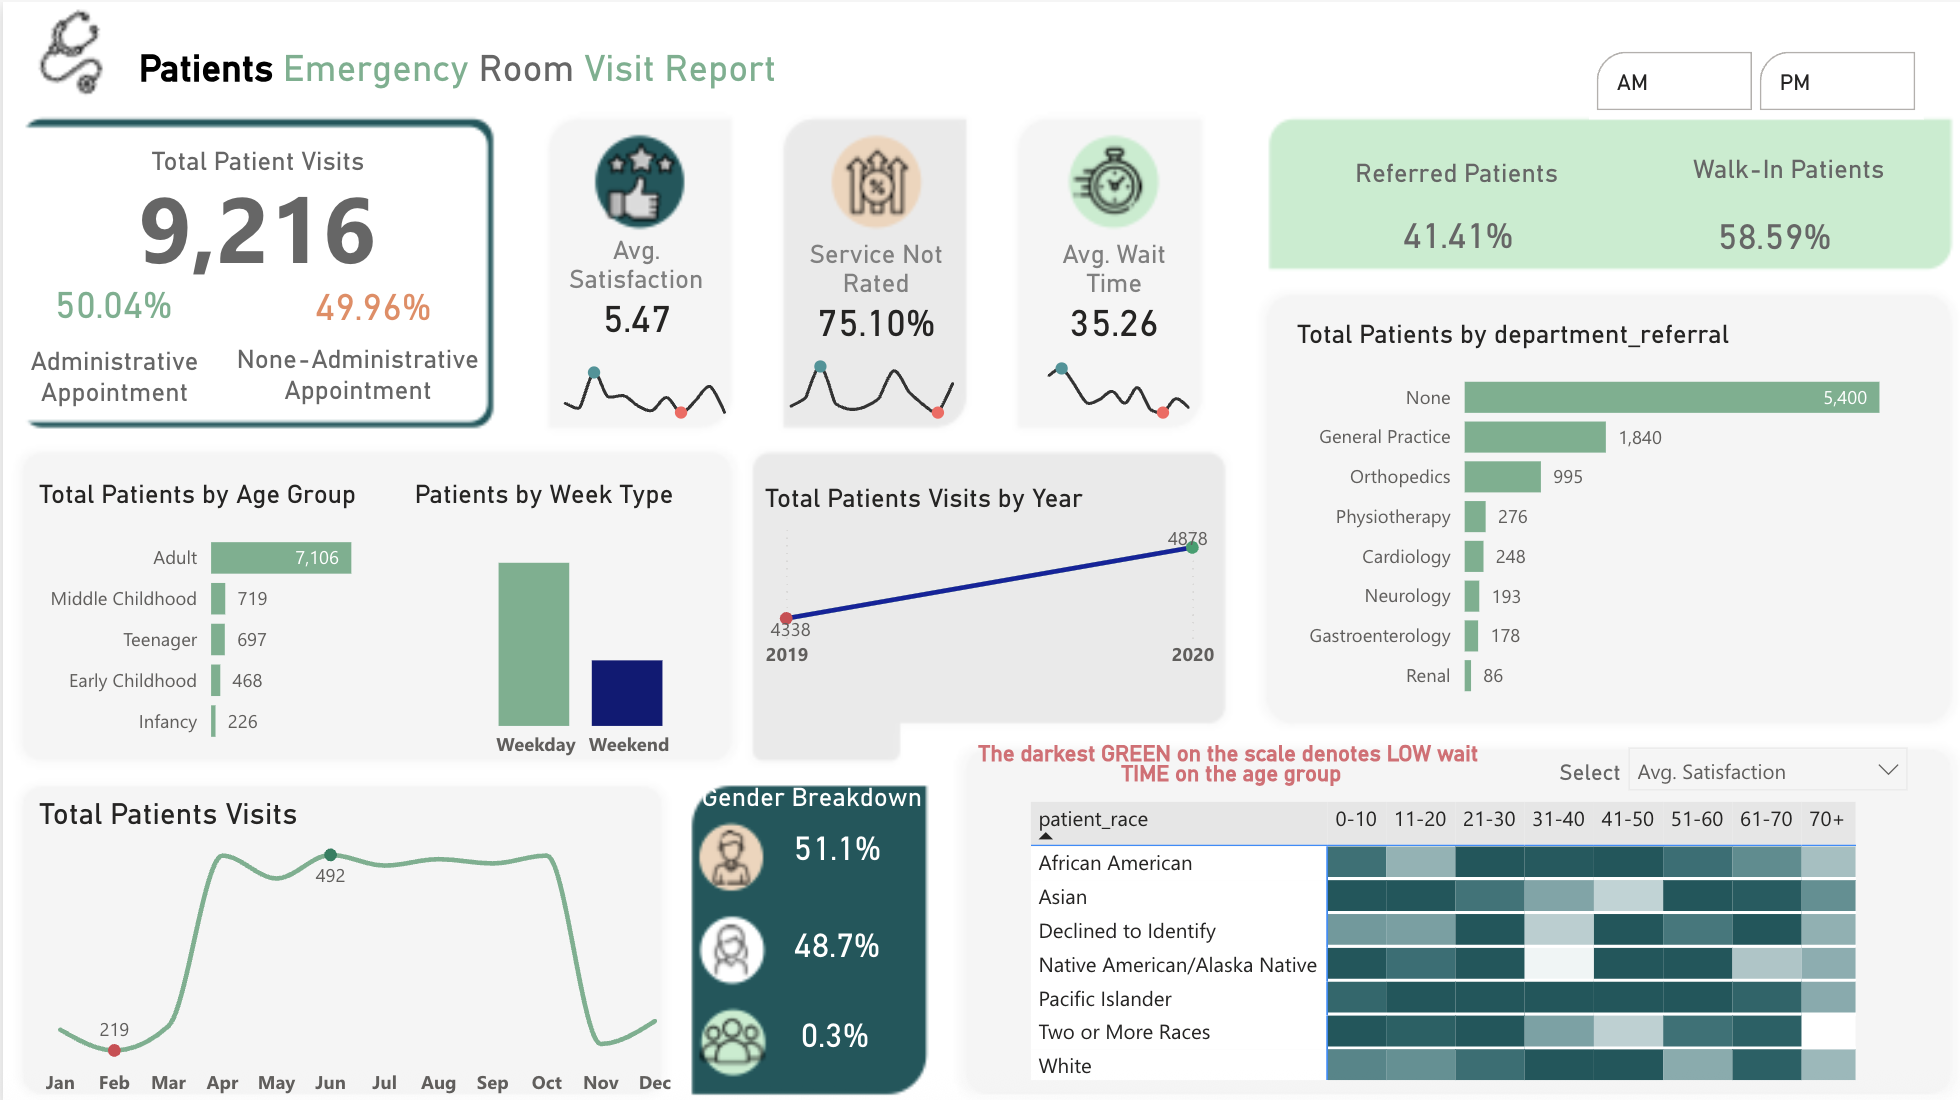 Patients Emergency Room Visit Report
AM
PM
Total Patient Visits
9,216
50.04%
49.96%
Administrative
Appointment
None-Administrative
Appointment
Avg.
Satisfaction
5.47
Service Not
Rated
75.10%
Avg. Wait
Time
35.26
Referred Patients
41.41%
Walk-In Patients
58.59%
Total Patients by department_referral
None 5,400
General Practice 1,840
Orthopedics 995
Physiotherapy 276
Cardiology 248
Neurology 193
Gastroenterology 178
Renal 86
Total Patients by Age Group
Adult 7,106
Middle Childhood 719
Teenager 697
Early Childhood 468
Infancy 226
Patients by Week Type
Weekday Weekend
Total Patients Visits by Year
4878
4338
2019 2020
Total Patients Visits
492
219
Jan Feb Mar Apr May Jun Jul Aug Sep Oct Nov Dec
Gender Breakdown
51.1%
48.7%
0.3%
The darkest GREEN on the scale denotes LOW wait
TIME on the age group
Select Avg. Satisfaction
patient_race 0-10 11-20 21-30 31-40 41-50 51-60 61-70 70+
African American
Asian
Declined to Identify
Native American/Alaska Native
Pacific Islander
Two or More Races
White